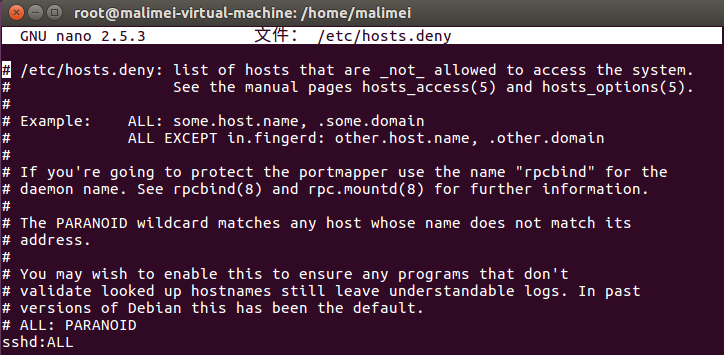 root@malimei-virtual-machine: /home/malimei
GNU nano 2.5.3 文件： /etc/hosts.deny
# /etc/hosts.deny: list of hosts that are _not_ allowed to access the system.
# See the manual pages hosts_access(5) and hosts_options(5).
#
# Example: ALL: some.host.name, .some.domain
# ALL EXCEPT in.fingerd: other.host.name, .other.domain
#
# If you're going to protect the portmapper use the name "rpcbind" for the
# daemon name. See rpcbind(8) and rpc.mountd(8) for further information.
#
# The PARANOID wildcard matches any host whose name does not match its
# address.
#
# You may wish to enable this to ensure any programs that don't
# validate looked up hostnames still leave understandable logs. In past
# versions of Debian this has been the default.
# ALL: PARANOID
sshd:ALL